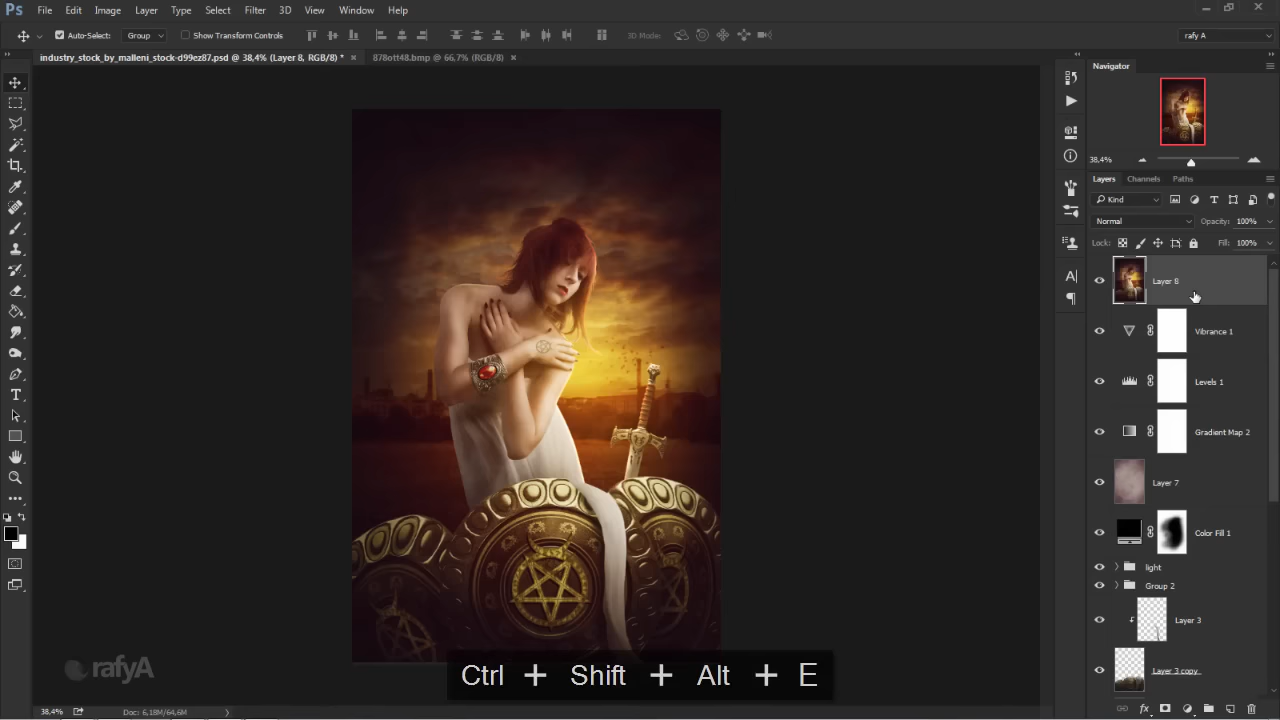 Ps File Edit Image Layer Type Select Filter 3D View Window Help
Auto-Select: Group Show Transform Controls 3D Mode: rafy A
industry_stock_by_malleni_stock-d99ez87.psd @ 38,4% (Layer 8, RGB/8) * × 878ott48.bmp @ 66,7% (RGB/8) ×
Navigator
38,4%
Layers Channels Paths
Kind
Normal Opacity: 100%
Lock: Fill: 100%
Layer 8
Vibrance 1
Levels 1
Gradient Map 2
Layer 7
Color Fill 1
light
Group 2
Layer 3
Layer 3 copy
rafyA
Ctrl + Shift + Alt + E
38,4% Doc: 6,18M/64,6M